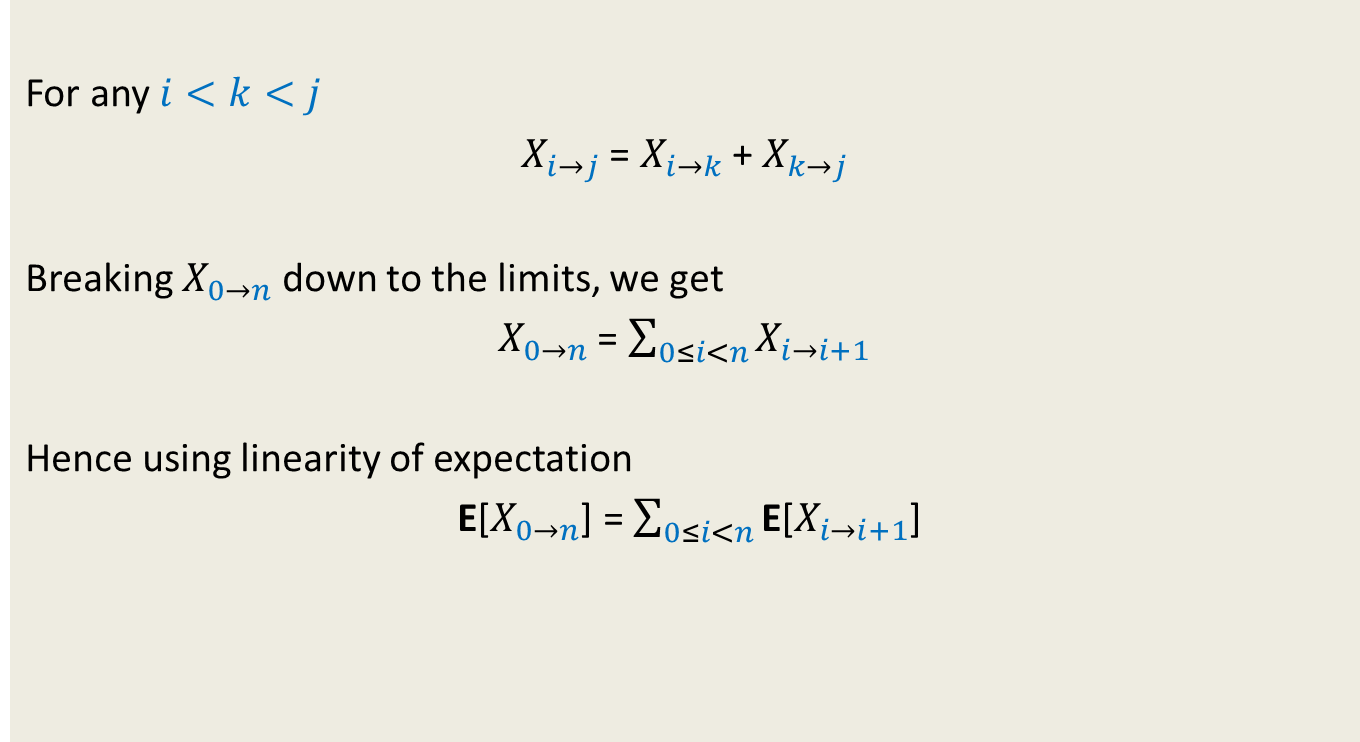 For any i < k < j
X_{i→j} = X_{i→k} + X_{k→j}
Breaking X_{0→n} down to the limits, we get
X_{0→n} = ∑_{0≤i<n} X_{i→i+1}
Hence using linearity of expectation
E[X_{0→n}] = ∑_{0≤i<n} E[X_{i→i+1}]